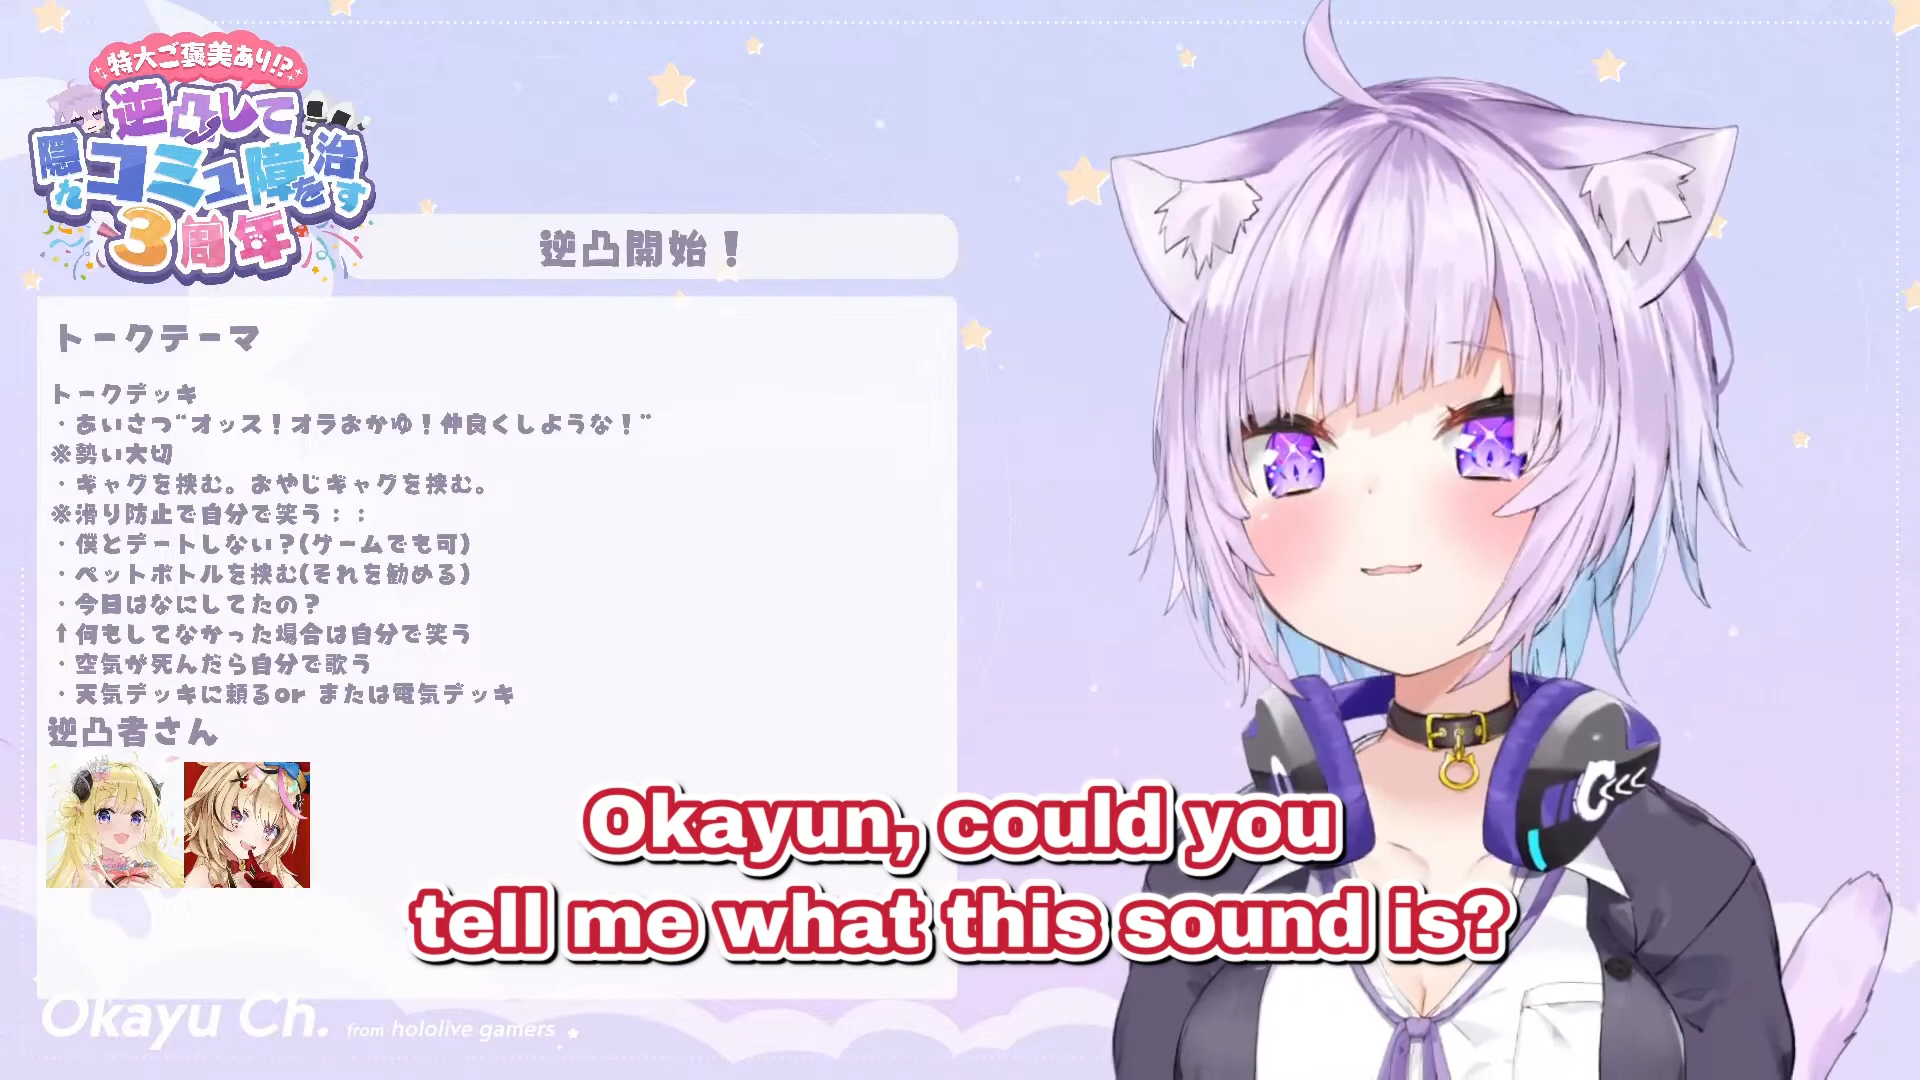 特大ご褒美あり!?
逆凸して
隠れコミュ障を治す
3周年
逆凸開始！
トークテーマ
トークデッキ
・あいさつ“オッス！オラおかゆ！仲良くしような！”
※勢い大切
・ギャグを挟む。おやじギャグを挟む。
※滑り防止で自分で笑う；；
・僕とデートしない？(ゲームでも可)
・ペットボトルを挟む(それを勧める)
・今日はなにしてたの？
↑何もしてなかった場合は自分で笑う
・空気が死んだら自分で歌う
・天気デッキに頼るor または電気デッキ
逆凸者さん
Okayun, could you
tell me what this sound is?
Okayu Ch. from hololive gamers